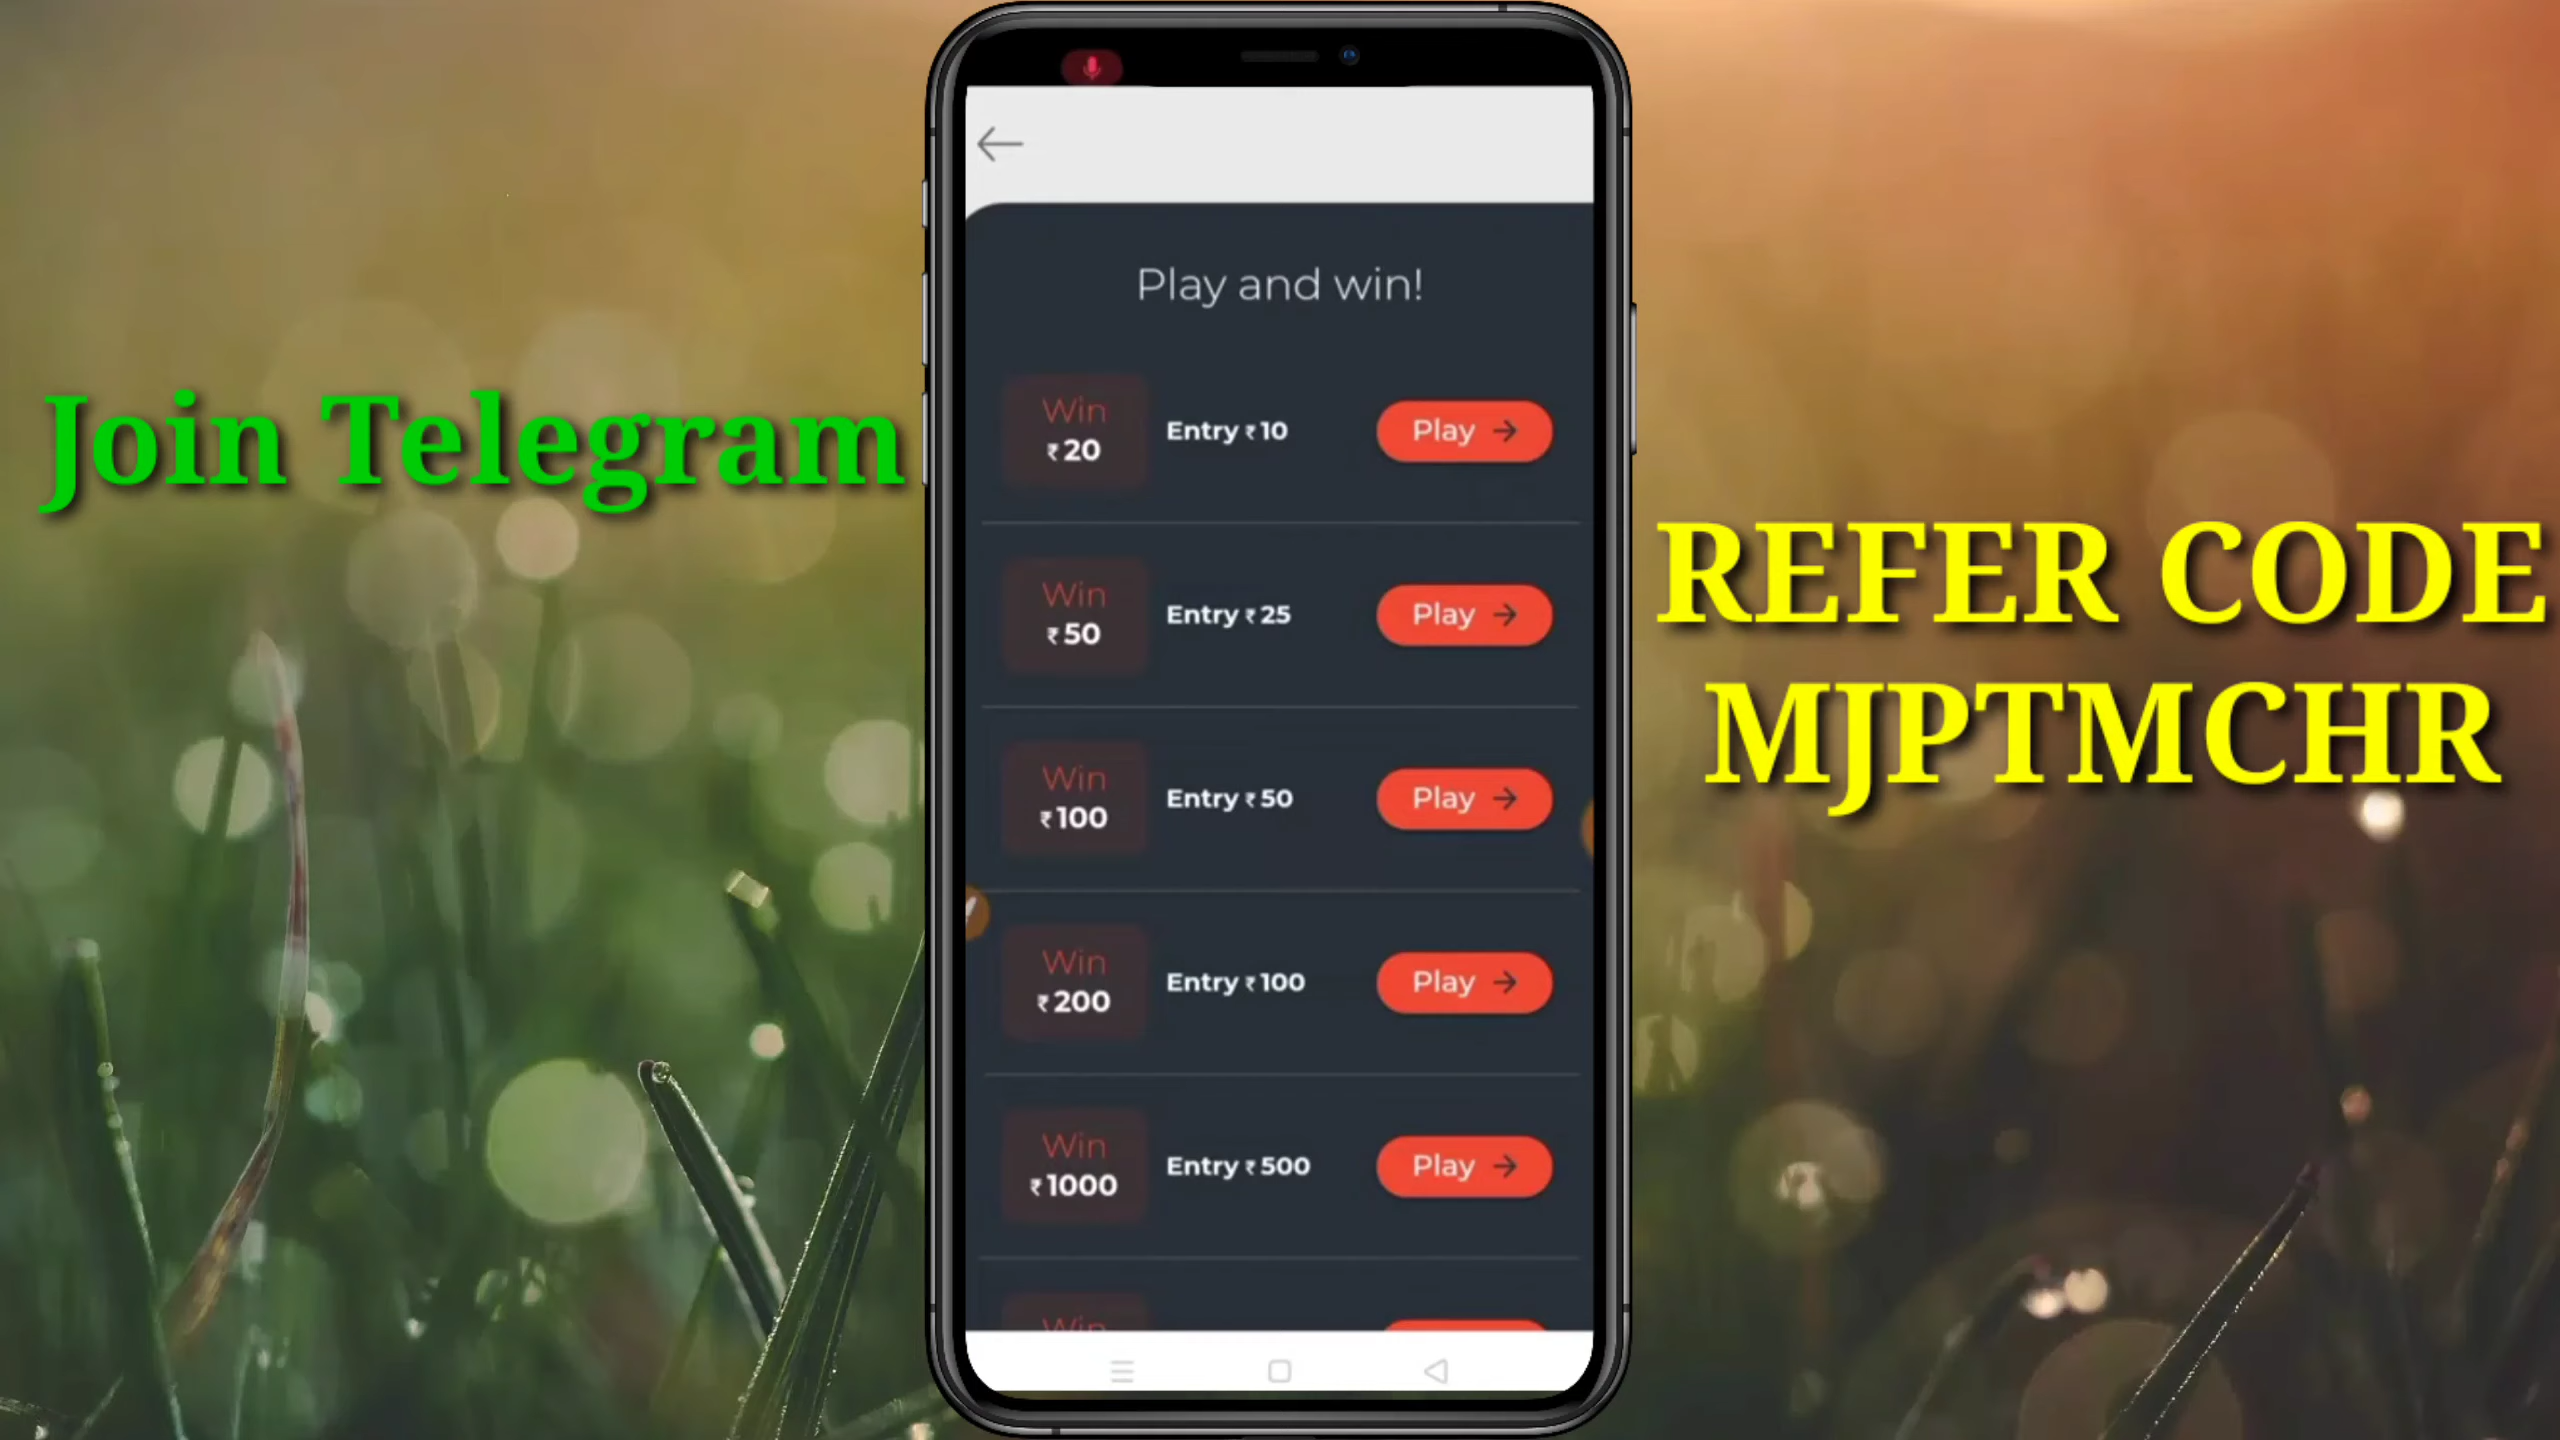 Join Telegram
REFER CODE
MJPTMCHR
Play and win!
Win
₹20
Entry ₹10
Play →
Win
₹50
Entry ₹25
Play →
Win
₹100
Entry ₹50
Play →
Win
₹200
Entry ₹100
Play →
Win
₹1000
Entry ₹500
Play →
Win